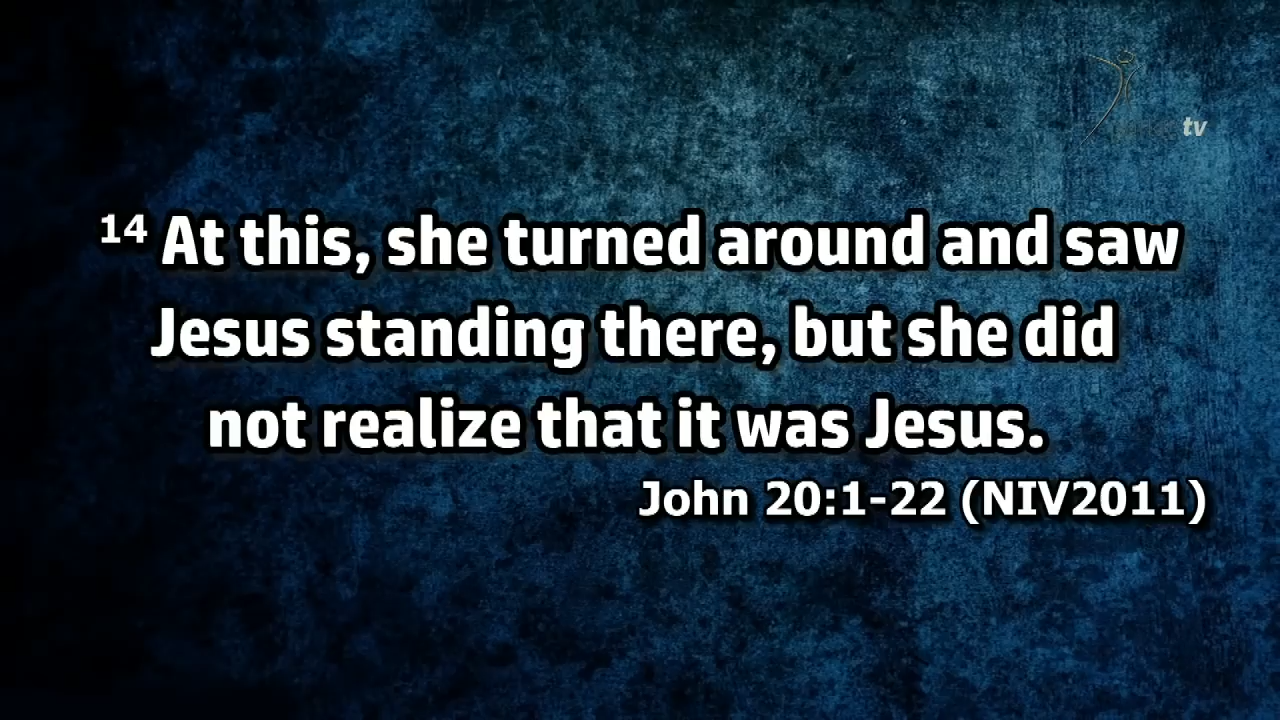 tv
¹⁴ At this, she turned around and saw
Jesus standing there, but she did
not realize that it was Jesus.
John 20:1-22 (NIV2011)